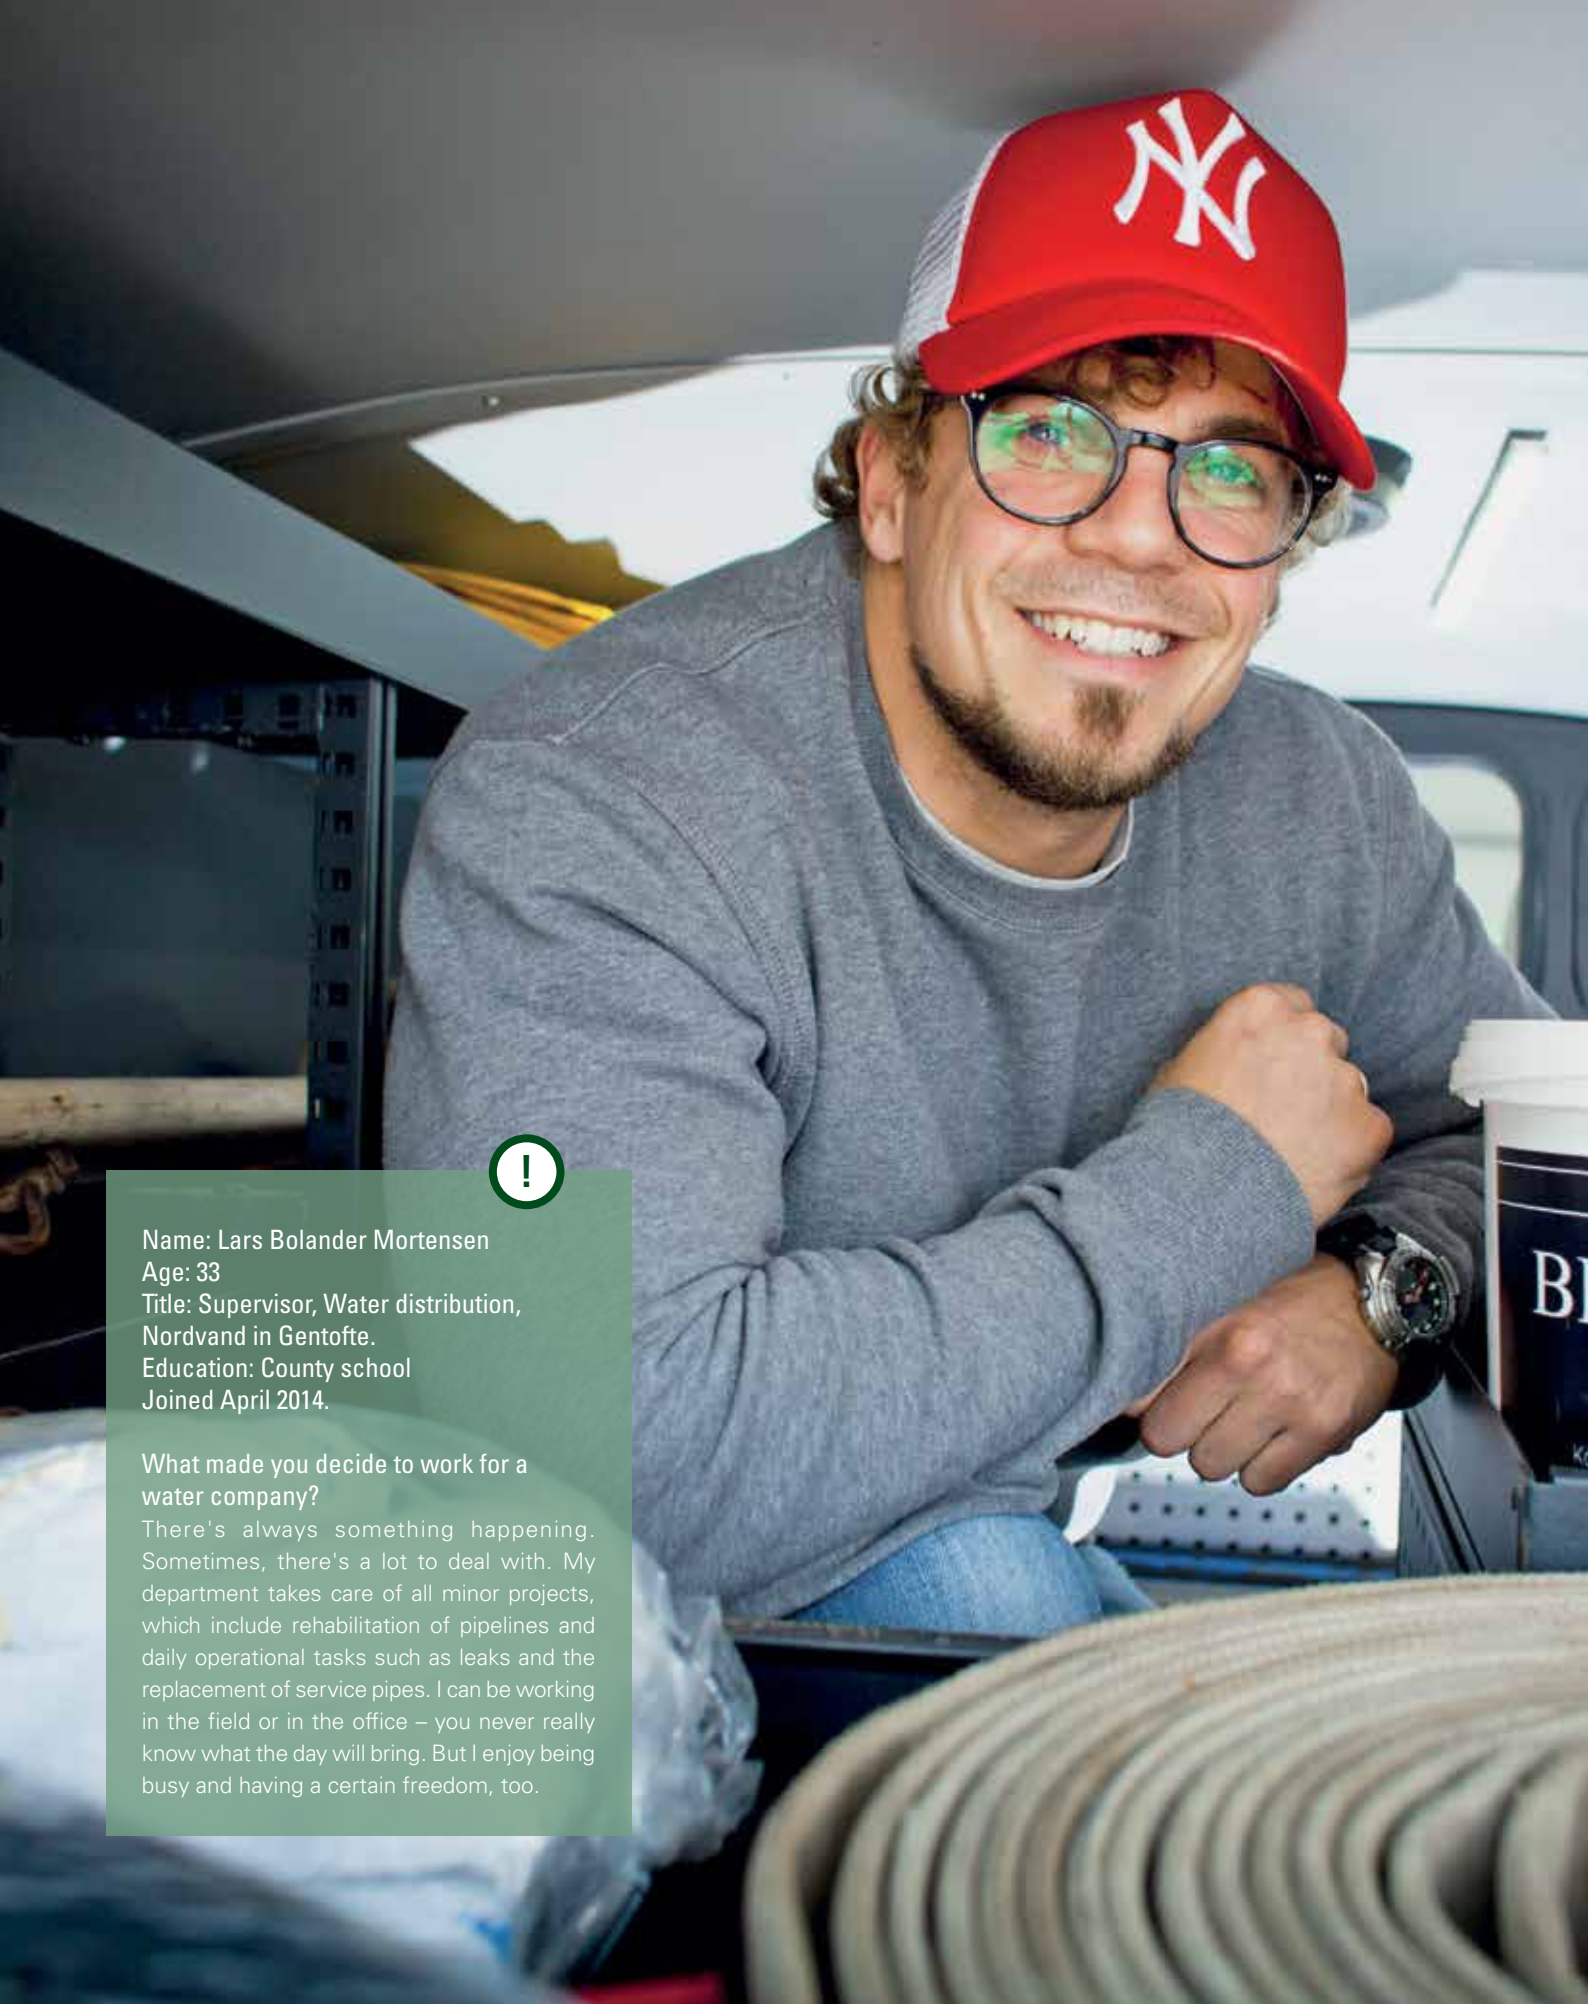 NY
!
Name: Lars Bolander Mortensen
Age: 33
Title: Supervisor, Water distribution,
Nordvand in Gentofte.
Education: County school
Joined April 2014.
What made you decide to work for a
water company?
There's always something happening.
Sometimes, there's a lot to deal with. My
department takes care of all minor projects,
which include rehabilitation of pipelines and
daily operational tasks such as leaks and the
replacement of service pipes. I can be working
in the field or in the office – you never really
know what the day will bring. But I enjoy being
busy and having a certain freedom, too.